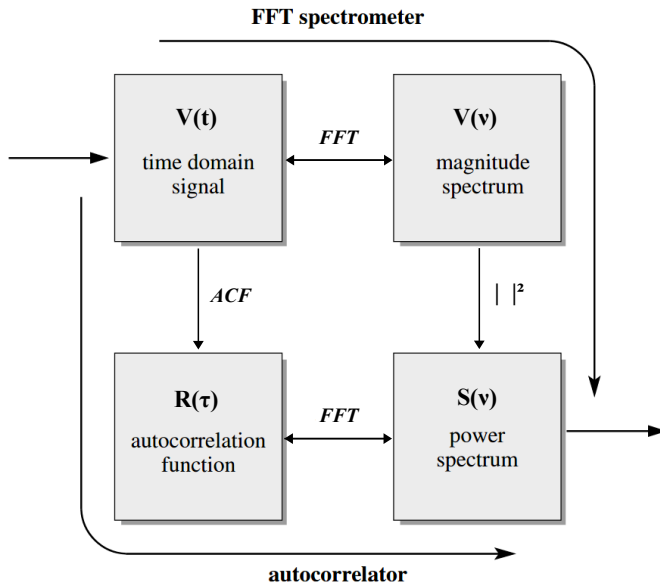 FFT spectrometer
V(t)
time domain
signal
FFT
V(ν)
magnitude
spectrum
ACF
| |²
R(τ)
autocorrelation
function
FFT
S(ν)
power
spectrum
autocorrelator